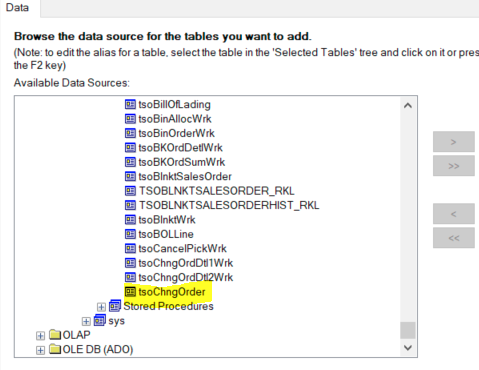 Data
Browse the data source for the tables you want to add.
(Note: to edit the alias for a table, select the table in the 'Selected Tables' tree and click on it or pres
the F2 key)
Available Data Sources:
tsoBillOfLading
tsoBinAllocWrk
tsoBinOrderWrk
tsoBKOrdDetlWrk
tsoBKOrdSumWrk
tsoBlnktSalesOrder
TSOBLNKTSALESORDER_RKL
TSOBLNKTSALESORDERHIST_RKL
tsoBlnktWrk
tsoBOLLine
tsoCancelPickWrk
tsoChngOrdDtl1Wrk
tsoChngOrdDtl2Wrk
tsoChngOrder
Stored Procedures
sys
OLAP
OLE DB (ADO)
>
>>
<
<<